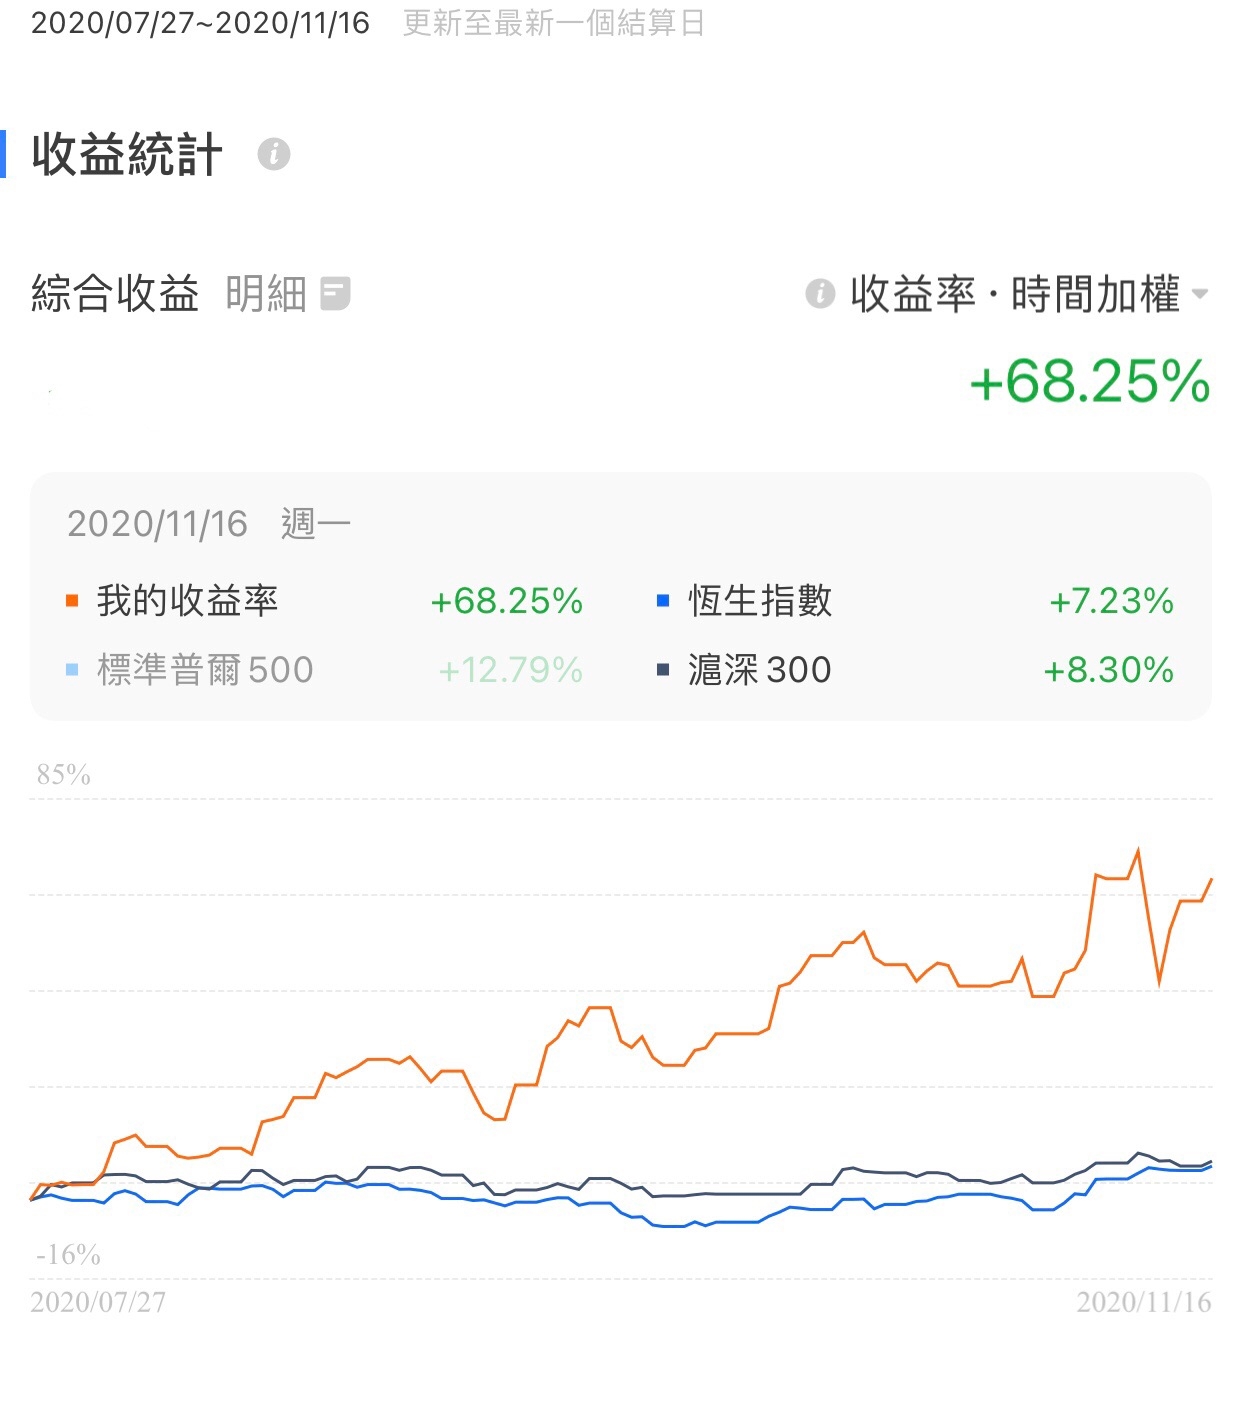 2020/07/27~2020/11/16 更新至最新一個結算日
收益統計
綜合收益 明細 收益率·時間加權
+68.25%
2020/11/16 週一
我的收益率 +68.25% 恆生指數 +7.23%
標準普爾500 +12.79% 滬深300 +8.30%
85%
-16%
2020/07/27 2020/11/16